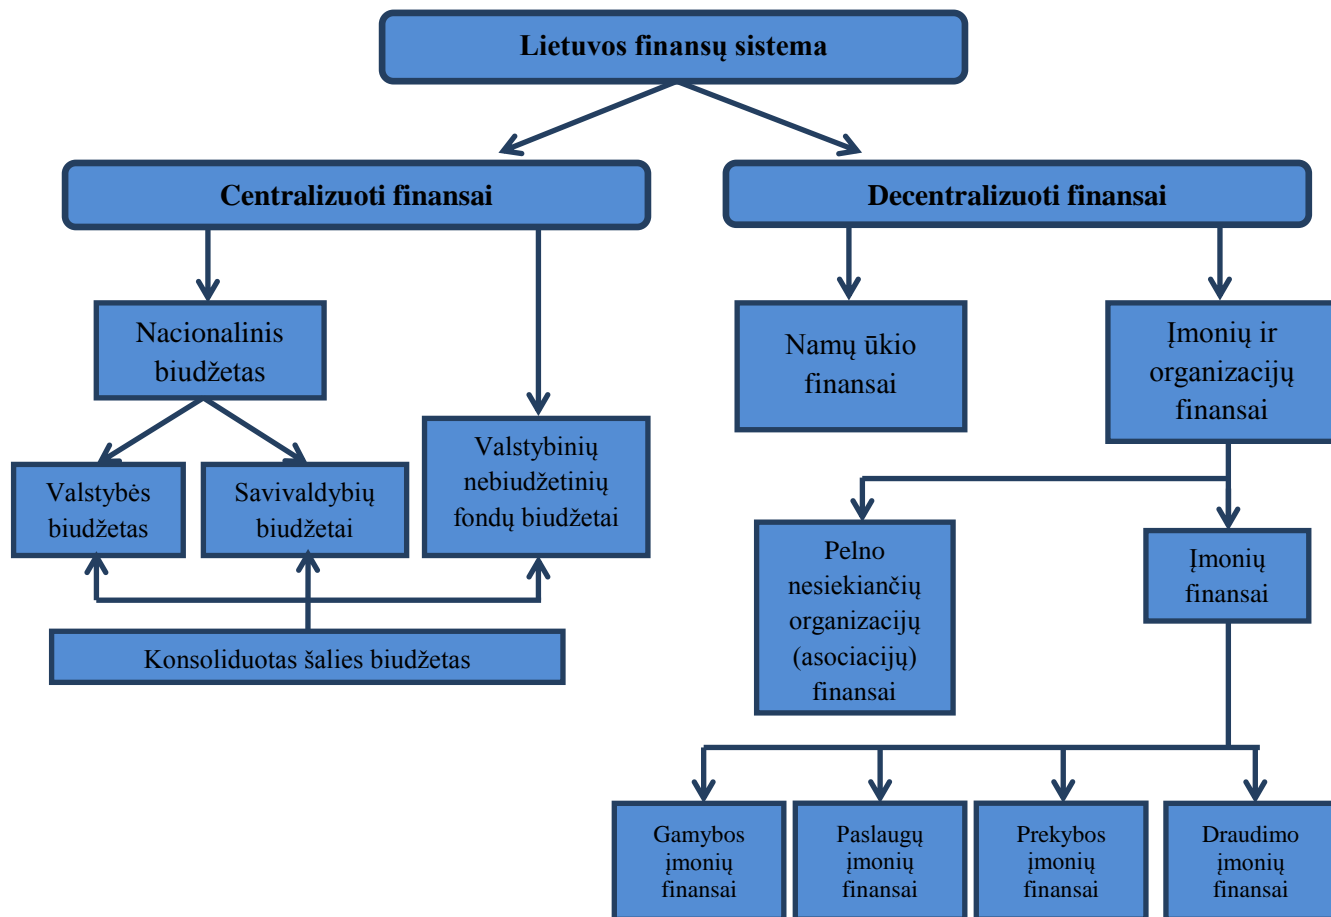 Lietuvos finansų sistema
Centralizuoti finansai
Decentralizuoti finansai
Nacionalinis
biudžetas
Namų ūkio
finansai
Įmonių ir
organizacijų
finansai
Valstybės
biudžetas
Savivaldybių
biudžetai
Valstybinių
nebiudžetinių
fondų biudžetai
Pelno
nesiekiančių
organizacijų
(asociacijų)
finansai
Įmonių
finansai
Konsoliduotas šalies biudžetas
Gamybos
įmonių
finansai
Paslaugų
įmonių
finansai
Prekybos
įmonių
finansai
Draudimo
įmonių
finansai